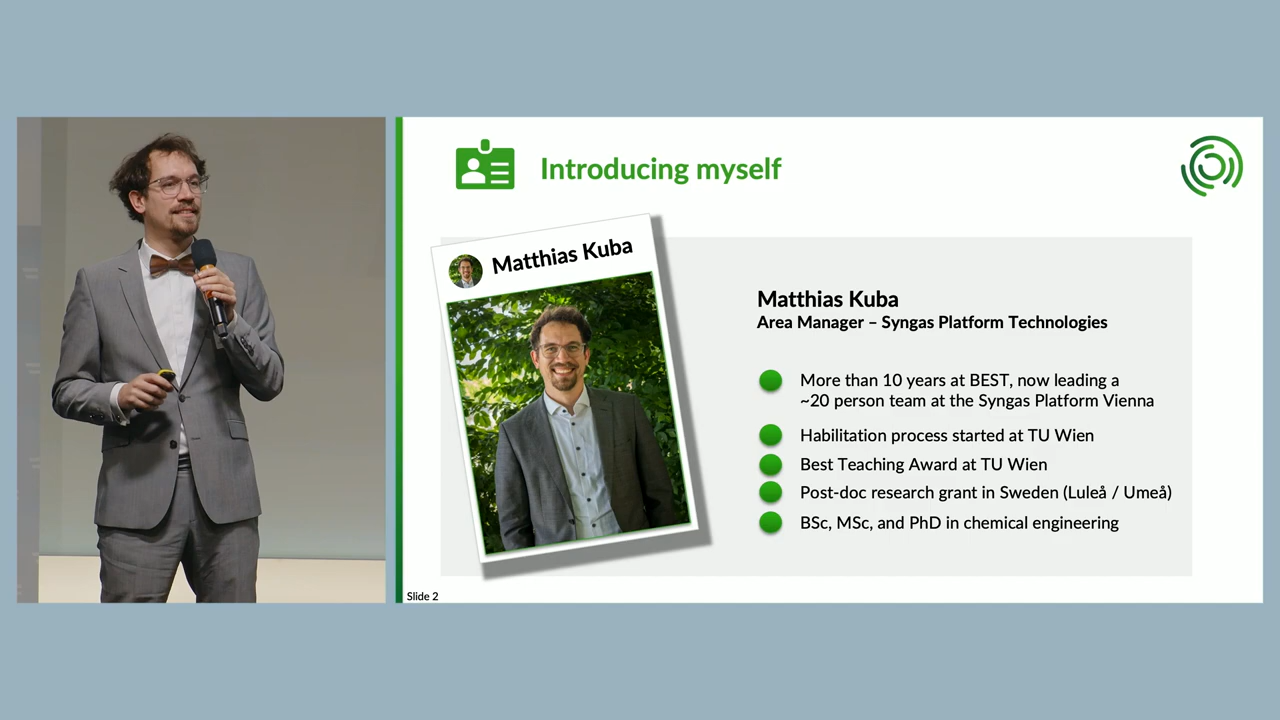 Introducing myself
Matthias Kuba
Matthias Kuba
Area Manager – Syngas Platform Technologies
More than 10 years at BEST, now leading a
~20 person team at the Syngas Platform Vienna
Habilitation process started at TU Wien
Best Teaching Award at TU Wien
Post-doc research grant in Sweden (Luleå / Umeå)
BSc, MSc, and PhD in chemical engineering
Slide 2